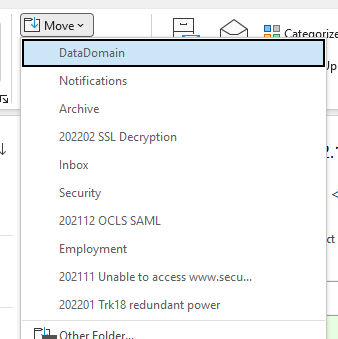 Move
Categorize
DataDomain
Up
Notifications
Archive
202202 SSL Decryption
Inbox
Security
202112 OCLS SAML
Employment
202111 Unable to access www.secu...
202201 Trk18 redundant power
Other Folder...